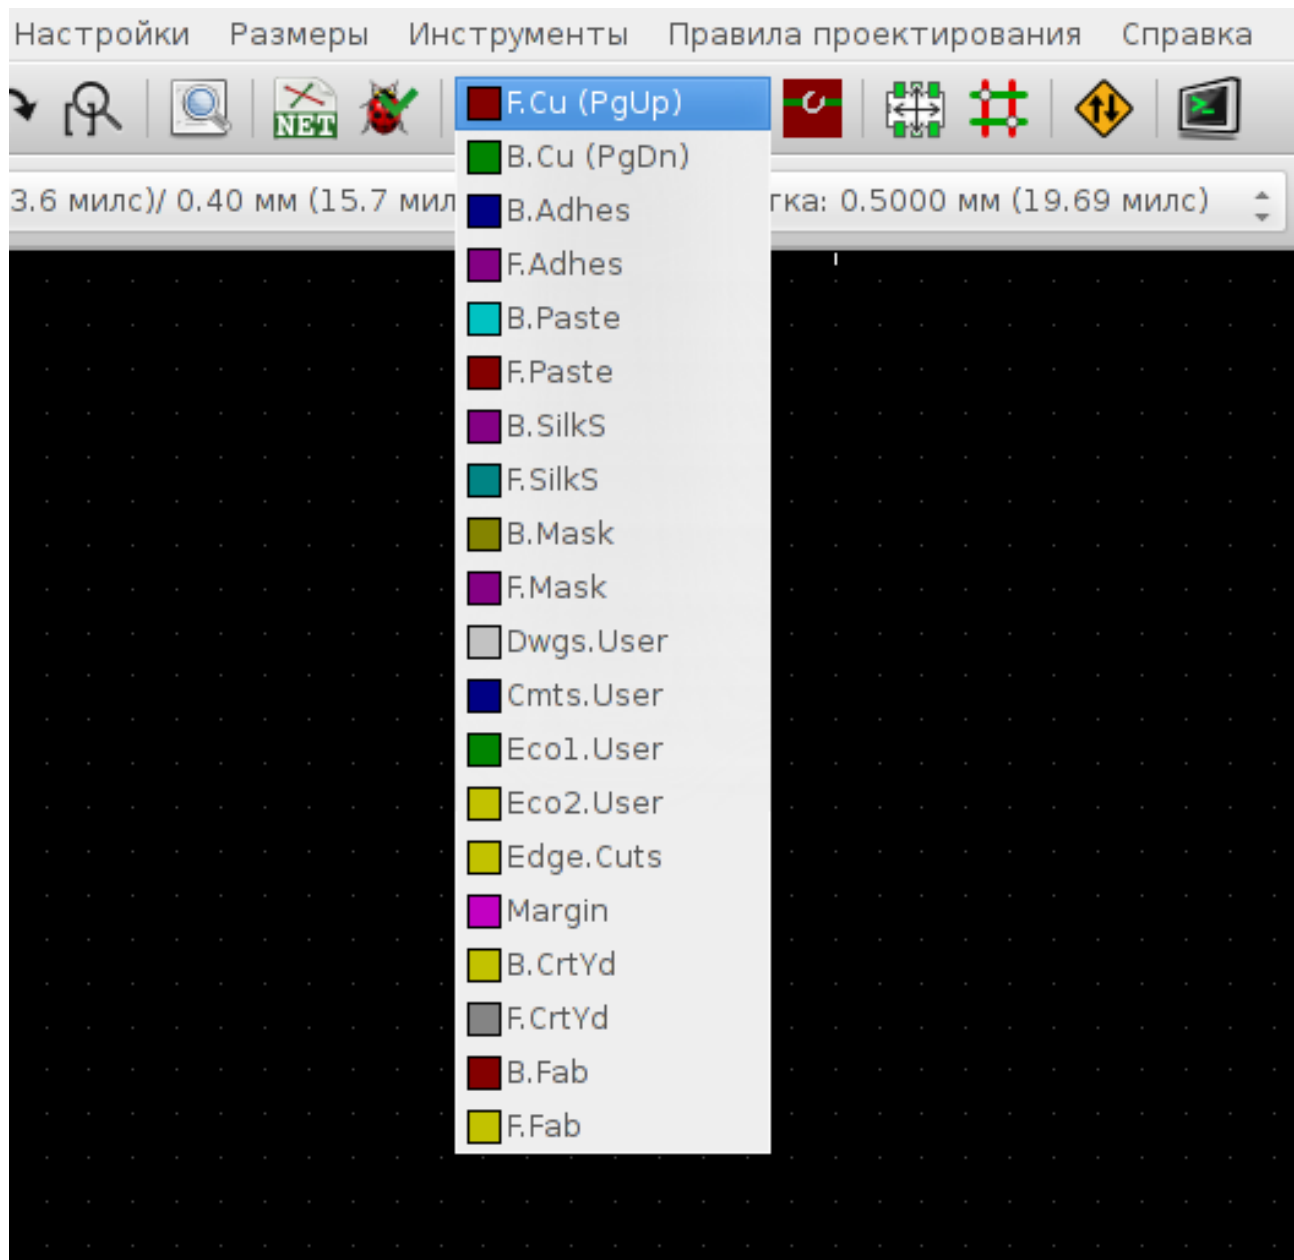 Настройки Размеры Инструменты Правила проектирования Справка
NET
F.Cu (PgUp)
B.Cu (PgDn)
3.6 милс)/ 0.40 мм (15.7 мил
тка: 0.5000 мм (19.69 милс)
B.Adhes
F.Adhes
B.Paste
F.Paste
B.SilkS
F.SilkS
B.Mask
F.Mask
Dwgs.User
Cmts.User
Eco1.User
Eco2.User
Edge.Cuts
Margin
B.CrtYd
F.CrtYd
B.Fab
F.Fab